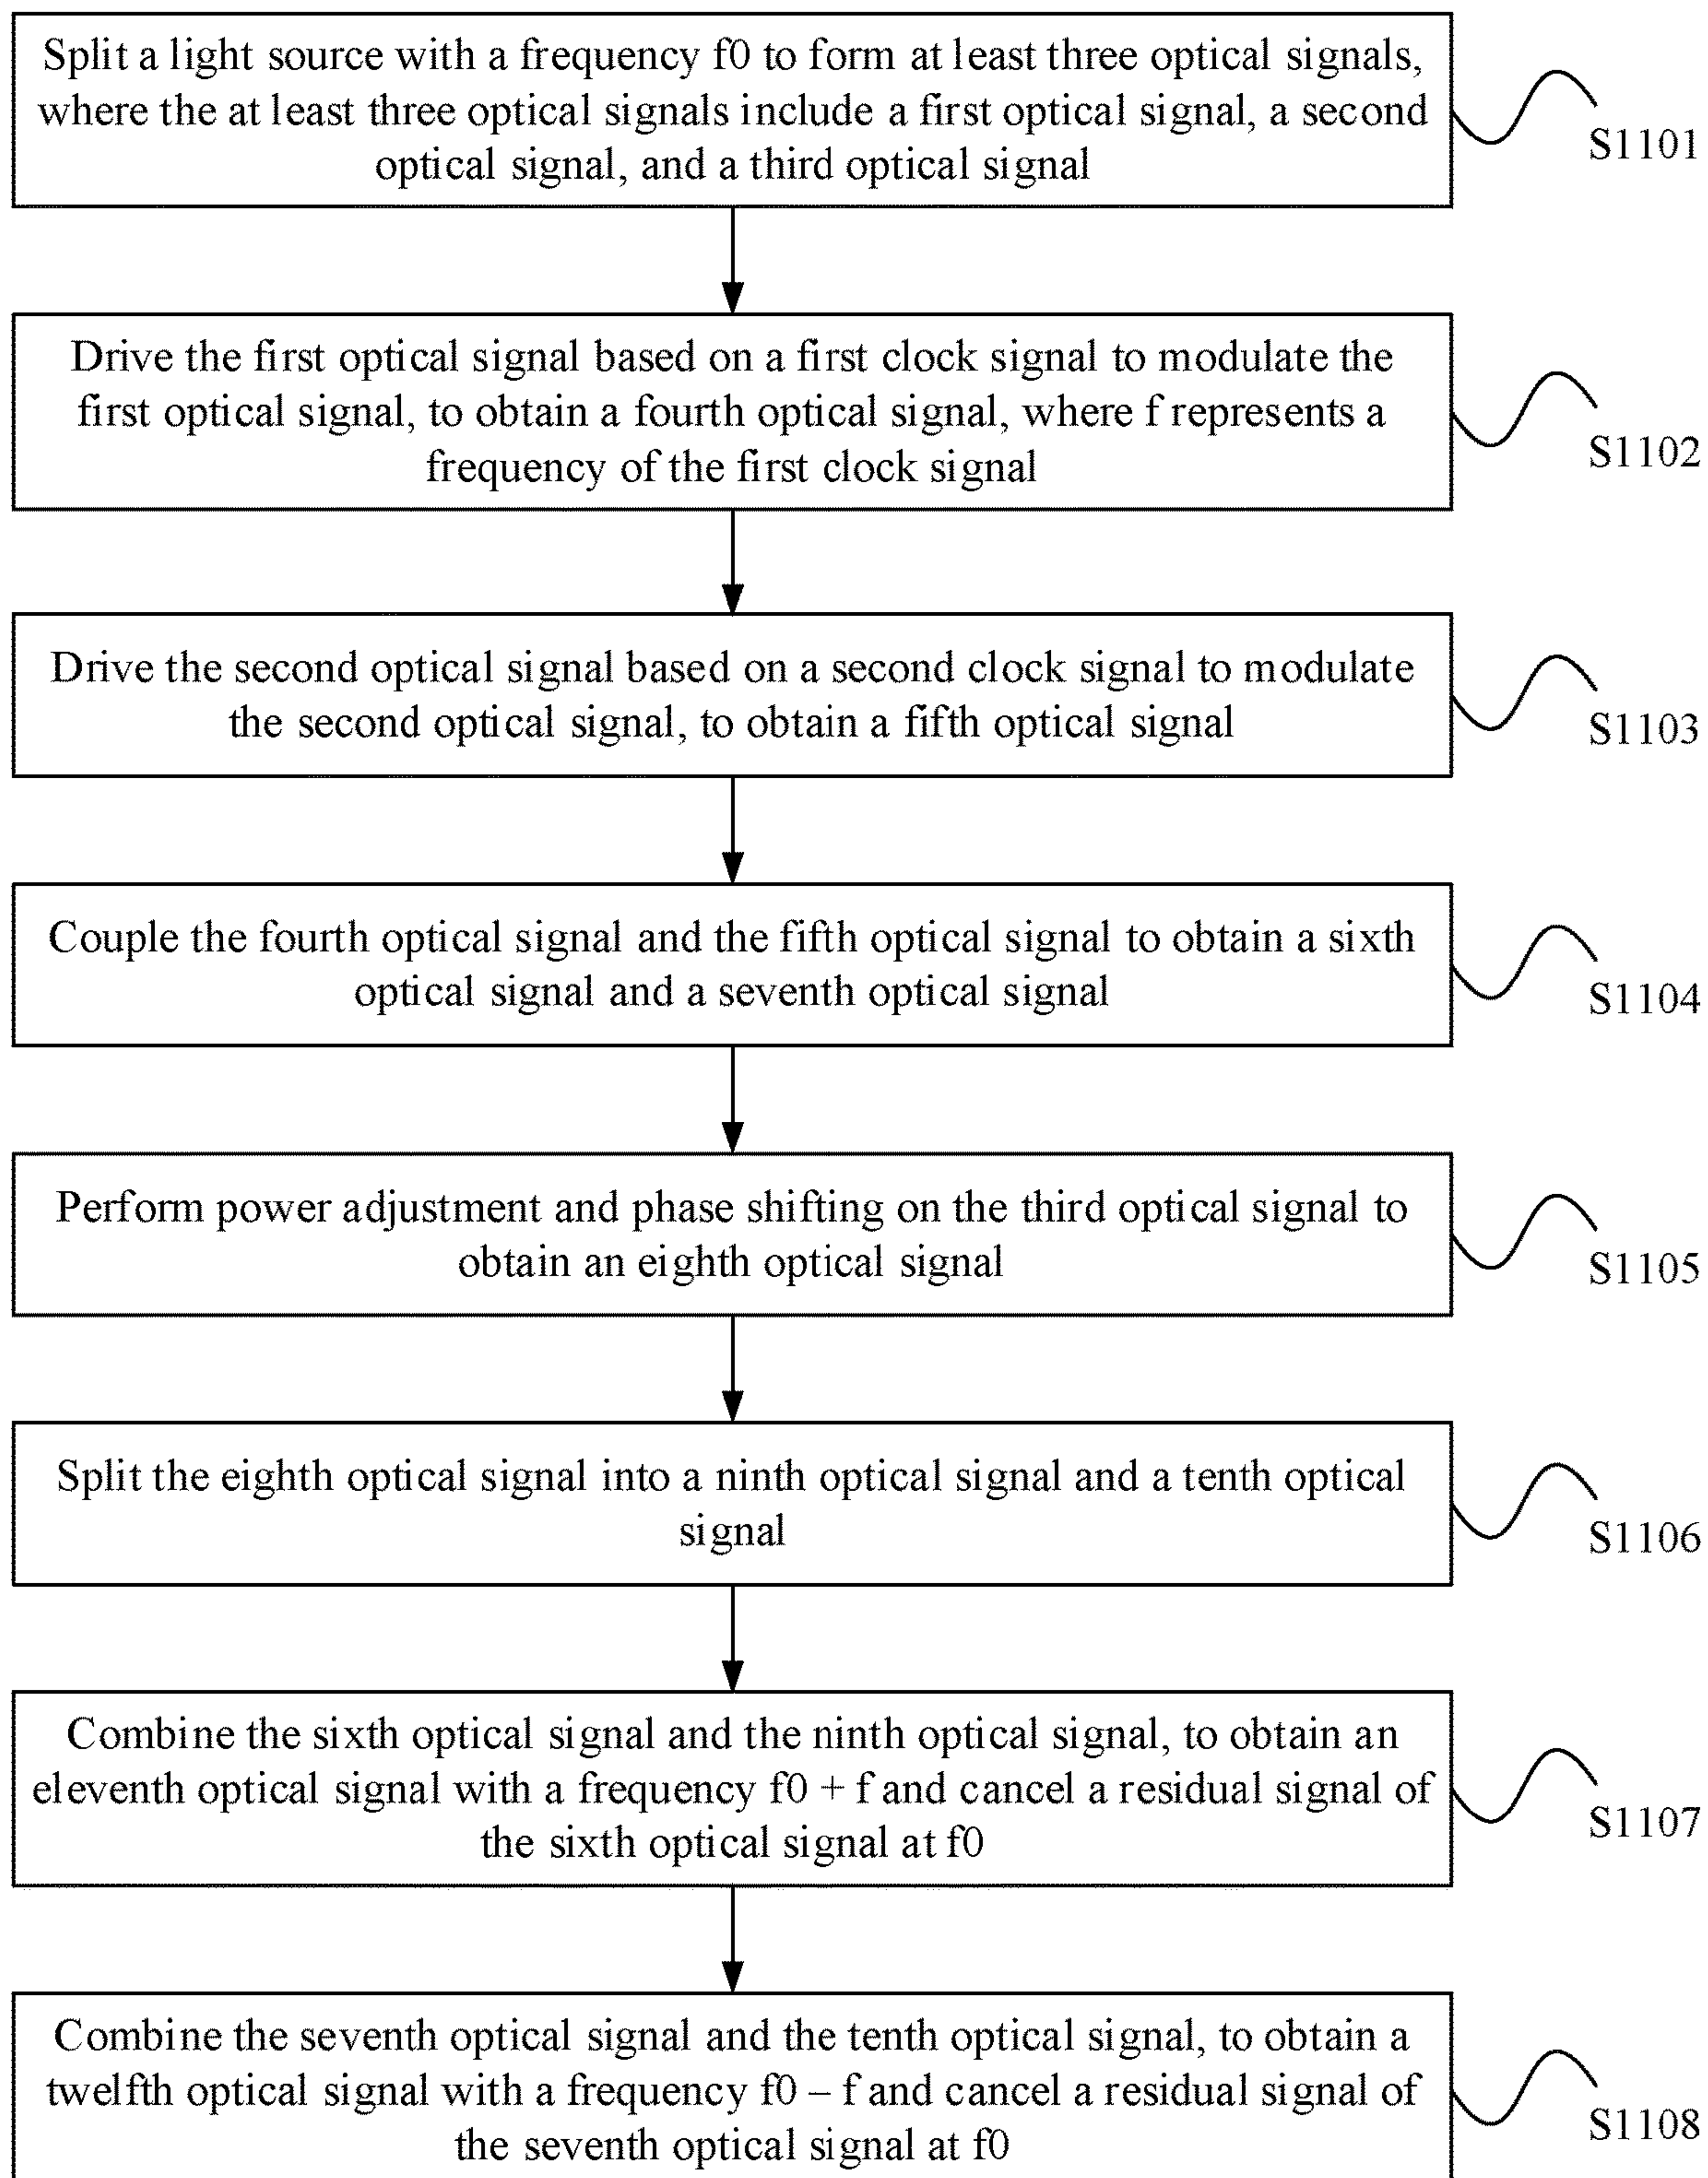 Split a light source with a frequency f0 to form at least three optical signals,
where the at least three optical signals include a first optical signal, a second
optical signal, and a third optical signal
S1101
Drive the first optical signal based on a first clock signal to modulate the
first optical signal, to obtain a fourth optical signal, where f represents a
frequency of the first clock signal
S1102
Drive the second optical signal based on a second clock signal to modulate
the second optical signal, to obtain a fifth optical signal
S1103
Couple the fourth optical signal and the fifth optical signal to obtain a sixth
optical signal and a seventh optical signal
S1104
Perform power adjustment and phase shifting on the third optical signal to
obtain an eighth optical signal
S1105
Split the eighth optical signal into a ninth optical signal and a tenth optical
signal
S1106
Combine the sixth optical signal and the ninth optical signal, to obtain an
eleventh optical signal with a frequency f0 + f and cancel a residual signal of
the sixth optical signal at f0
S1107
Combine the seventh optical signal and the tenth optical signal, to obtain a
twelfth optical signal with a frequency f0 – f and cancel a residual signal of
the seventh optical signal at f0
S1108